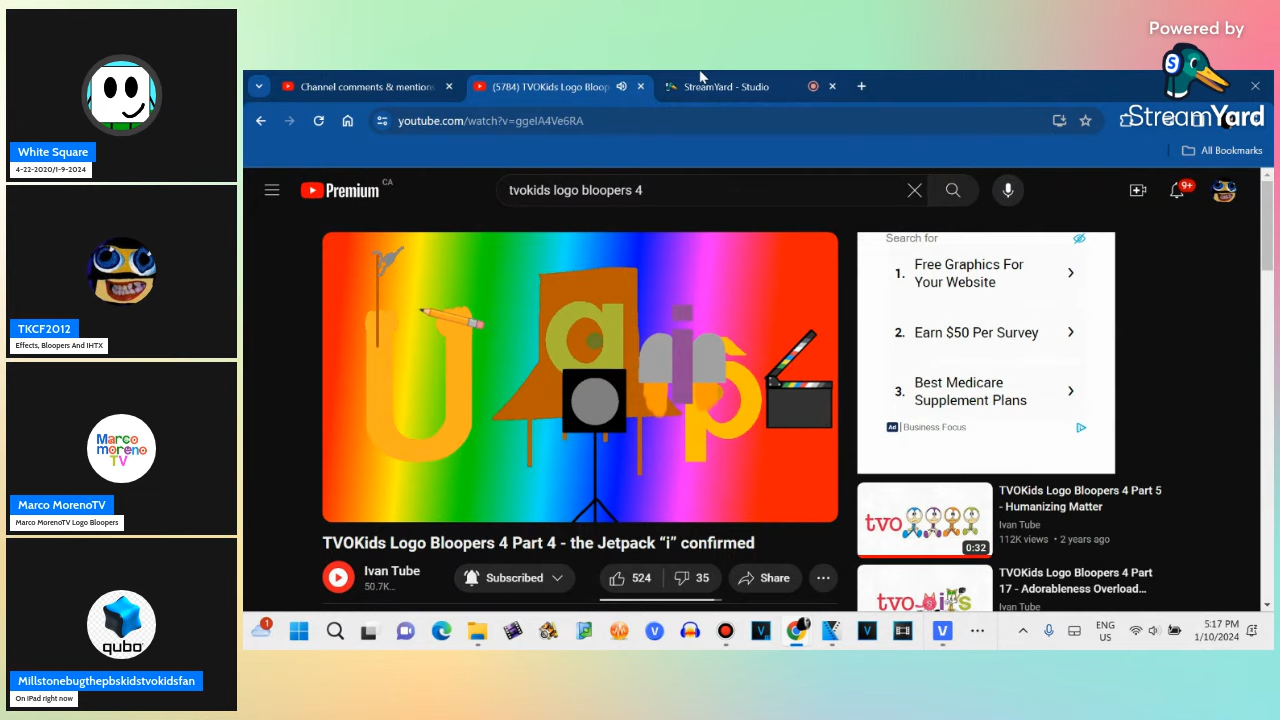 White Square
4-22-2020/1-9-2024
TKCF2012
Effects, Bloopers And IHTX
Marco
moreno
TV
Marco MorenoTV
Marco MorenoTV Logo Bloopers
qubo
Millstonebugthepbskidstvokidsfan
On IPad right now
Powered by
S
StreamYard
Channel comments & mentions
(5784) TVOKids Logo Bloop
StreamYard - Studio
youtube.com/watch?v=ggeIA4Ve6RA
All Bookmarks
Premium CA
tvokids logo bloopers 4
9+
U a i p
Search for
1. Free Graphics For
Your Website
2. Earn $50 Per Survey
3. Best Medicare
Supplement Plans
Ad Business Focus
TVOKids Logo Bloopers 4 Part 4 - the Jetpack “i” confirmed
Ivan Tube
50.7K...
Subscribed
524
35
Share
tvo
0:32
TVOKids Logo Bloopers 4 Part 5
- Humanizing Matter
Ivan Tube
112K views • 2 years ago
tvo
TVOKids Logo Bloopers 4 Part
17 - Adorableness Overload...
Ivan Tube
1
ENG
US
5:17 PM
1/10/2024